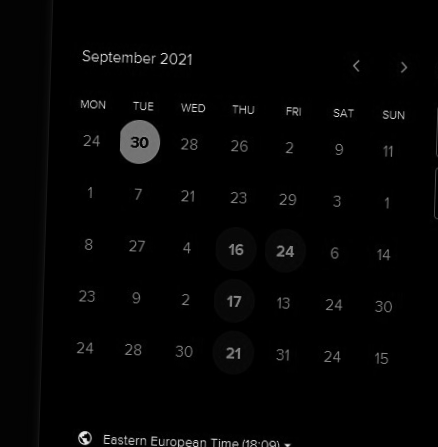 September 2021
MON TUE WED THU FRI SAT SUN
24 30 28 26 2 9 11
1 7 21 23 29 3 1
8 27 4 16 24 6 14
23 9 2 17 13 24 30
24 28 30 21 31 24 15
Eastern European Time (18:09)